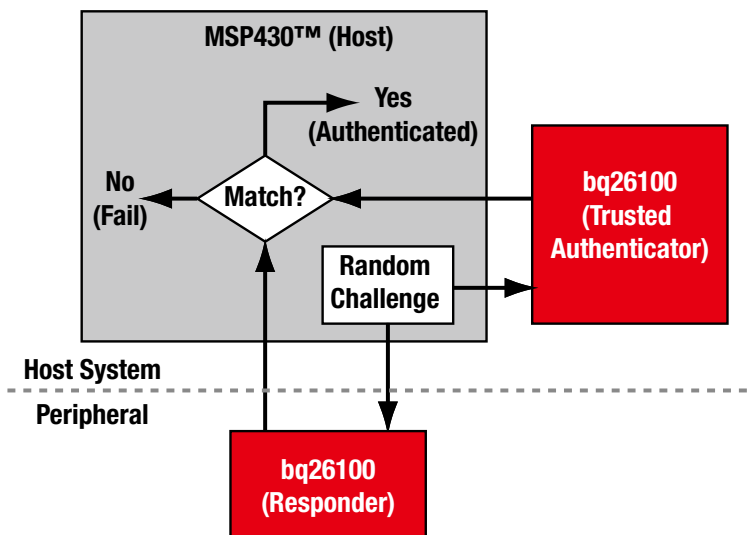 MSP430™ (Host)
Yes
(Authenticated)
No
(Fail)
Match?
bq26100
(Trusted
Authenticator)
Random
Challenge
Host System
Peripheral
bq26100
(Responder)